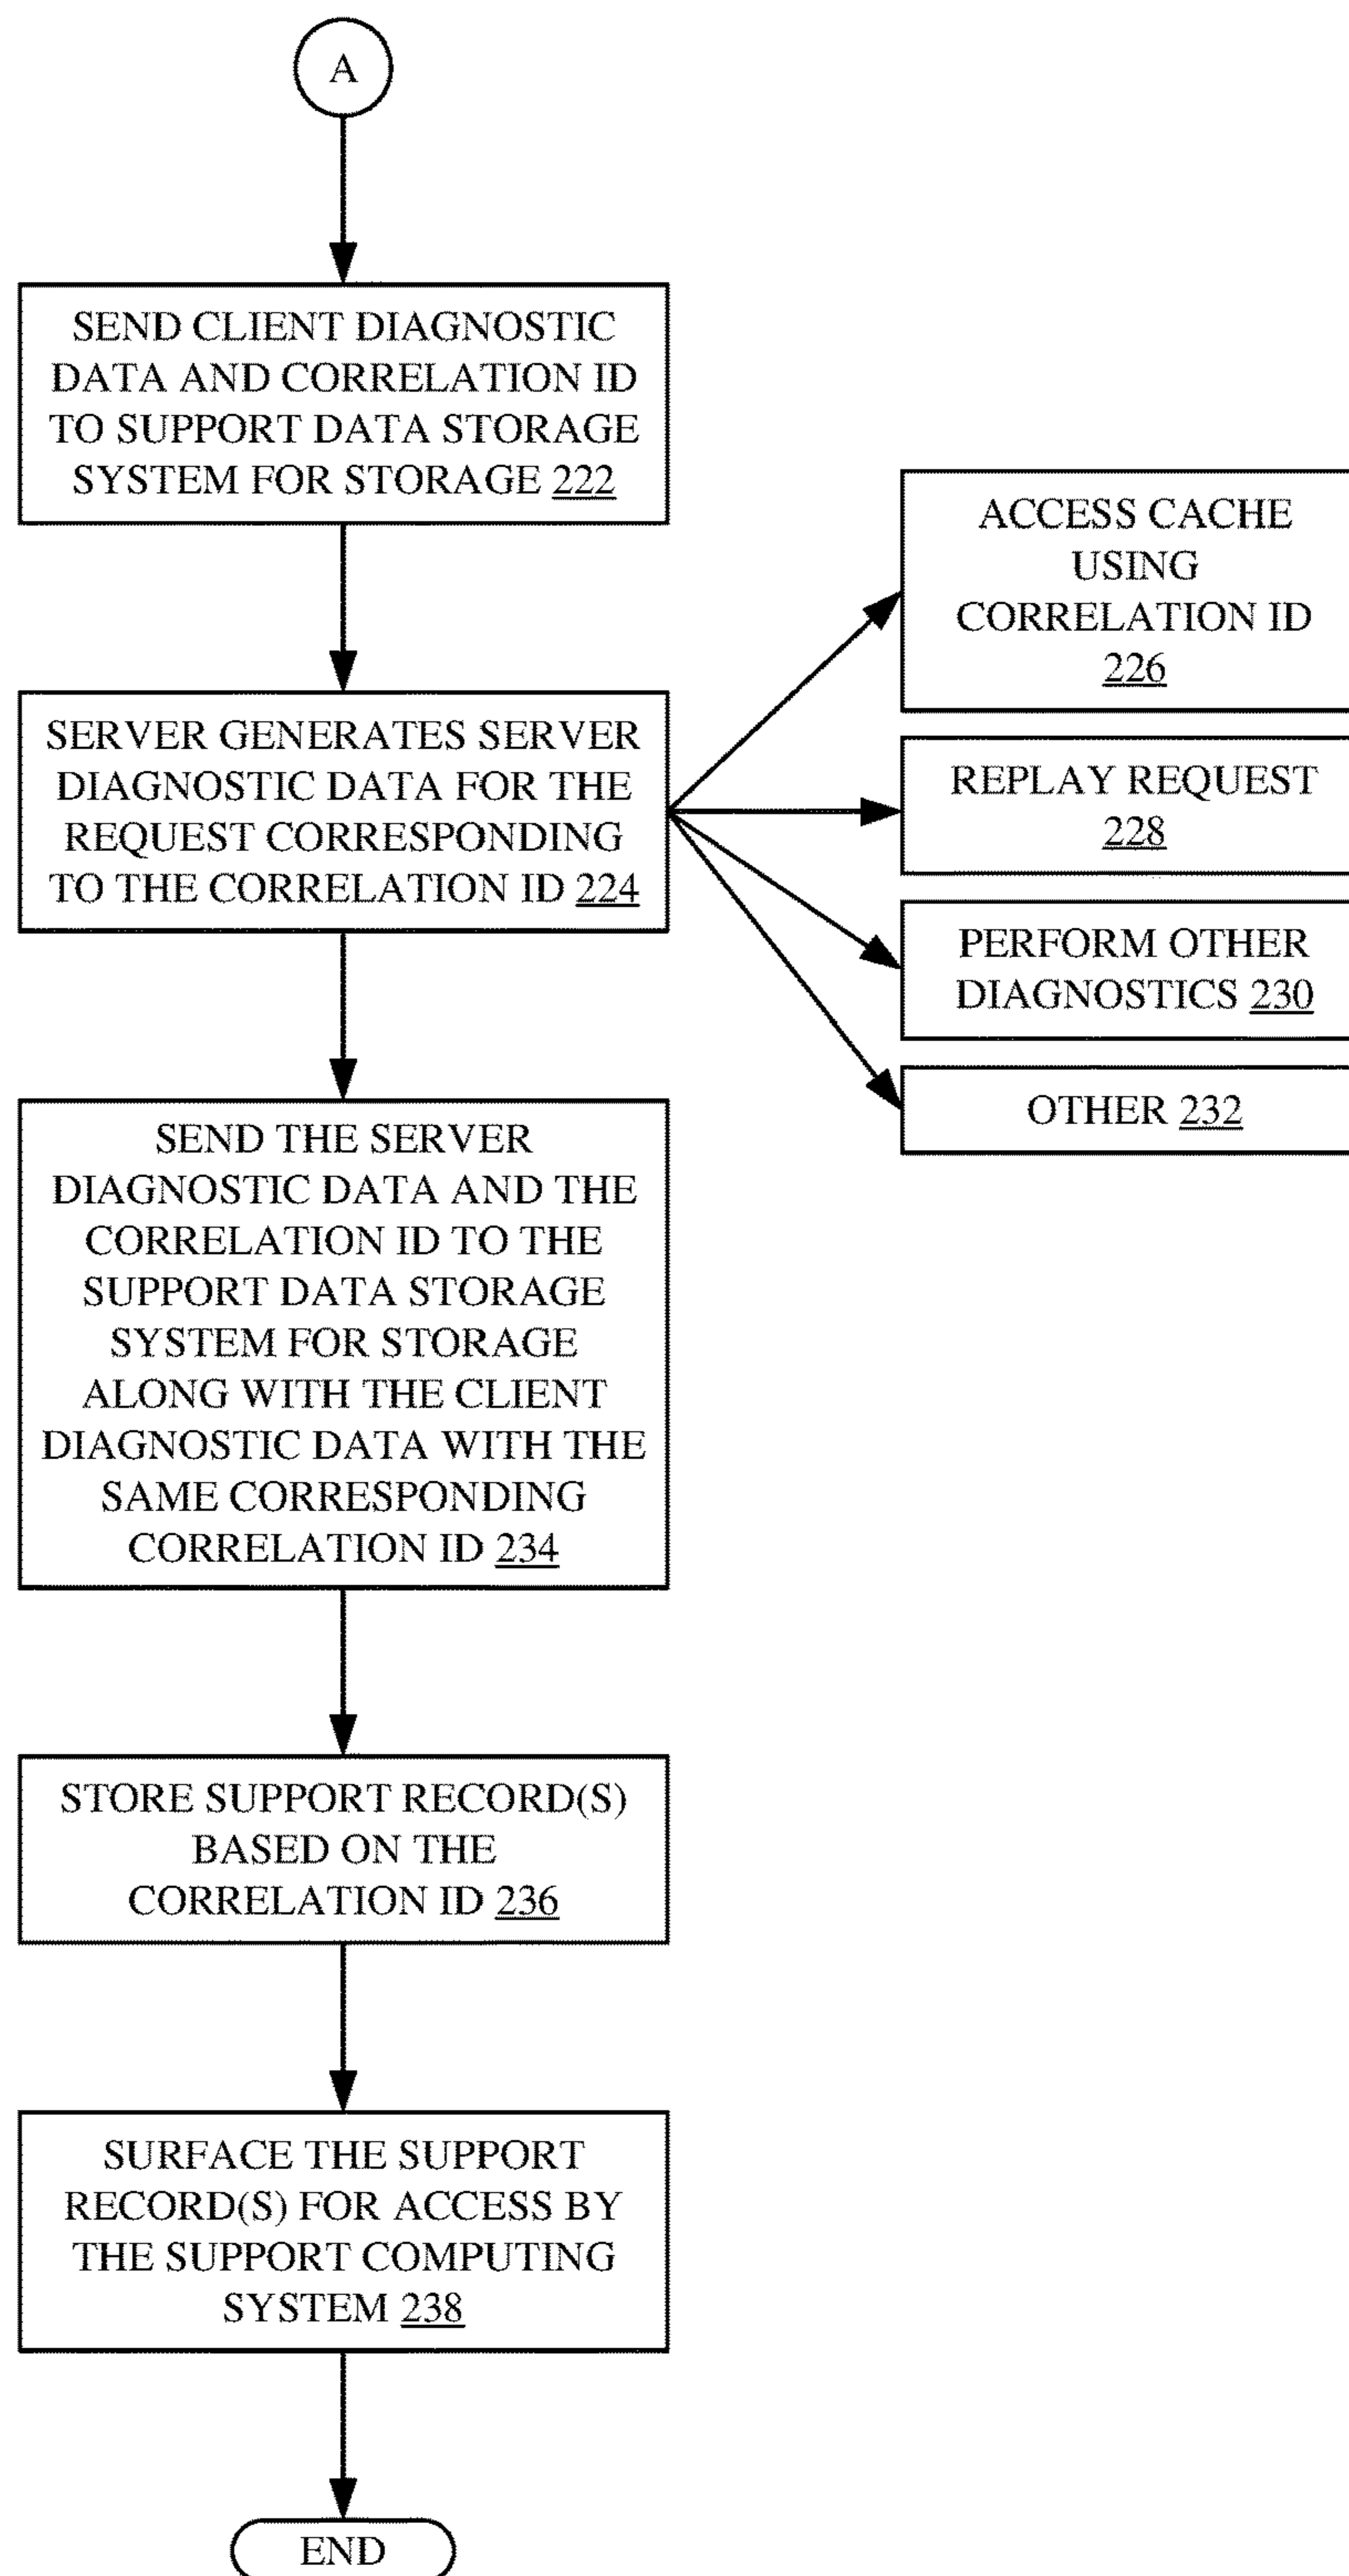 A
SEND CLIENT DIAGNOSTIC
DATA AND CORRELATION ID
TO SUPPORT DATA STORAGE
SYSTEM FOR STORAGE 222
SERVER GENERATES SERVER
DIAGNOSTIC DATA FOR THE
REQUEST CORRESPONDING
TO THE CORRELATION ID 224
ACCESS CACHE
USING
CORRELATION ID
226
REPLAY REQUEST
228
PERFORM OTHER
DIAGNOSTICS 230
OTHER 232
SEND THE SERVER
DIAGNOSTIC DATA AND THE
CORRELATION ID TO THE
SUPPORT DATA STORAGE
SYSTEM FOR STORAGE
ALONG WITH THE CLIENT
DIAGNOSTIC DATA WITH THE
SAME CORRESPONDING
CORRELATION ID 234
STORE SUPPORT RECORD(S)
BASED ON THE
CORRELATION ID 236
SURFACE THE SUPPORT
RECORD(S) FOR ACCESS BY
THE SUPPORT COMPUTING
SYSTEM 238
END